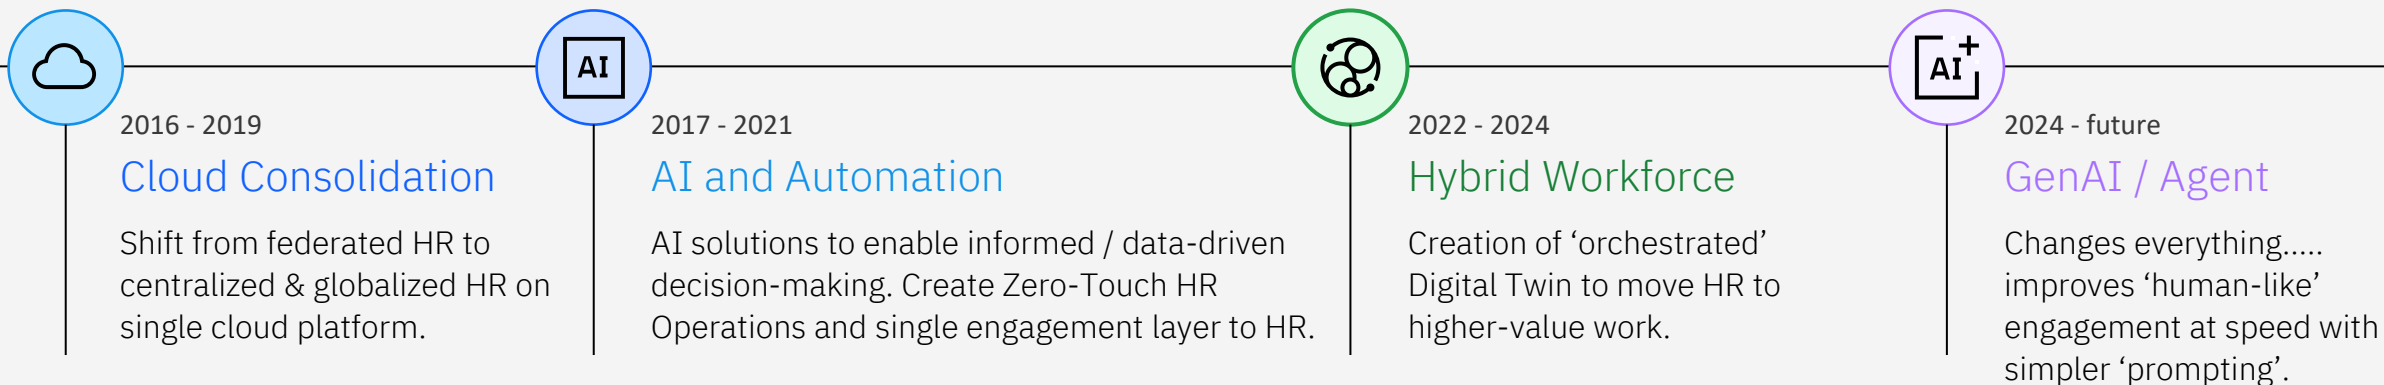 AI
AI
2016 - 2019
Cloud Consolidation
Shift from federated HR to
centralized & globalized HR on
single cloud platform.
2017 - 2021
AI and Automation
AI solutions to enable informed / data-driven
decision-making. Create Zero-Touch HR
Operations and single engagement layer to HR.
2022 - 2024
Hybrid Workforce
Creation of ‘orchestrated’
Digital Twin to move HR to
higher-value work.
2024 - future
GenAI / Agent
Changes everything.....
improves ‘human-like’
engagement at speed with
simpler ‘prompting’.